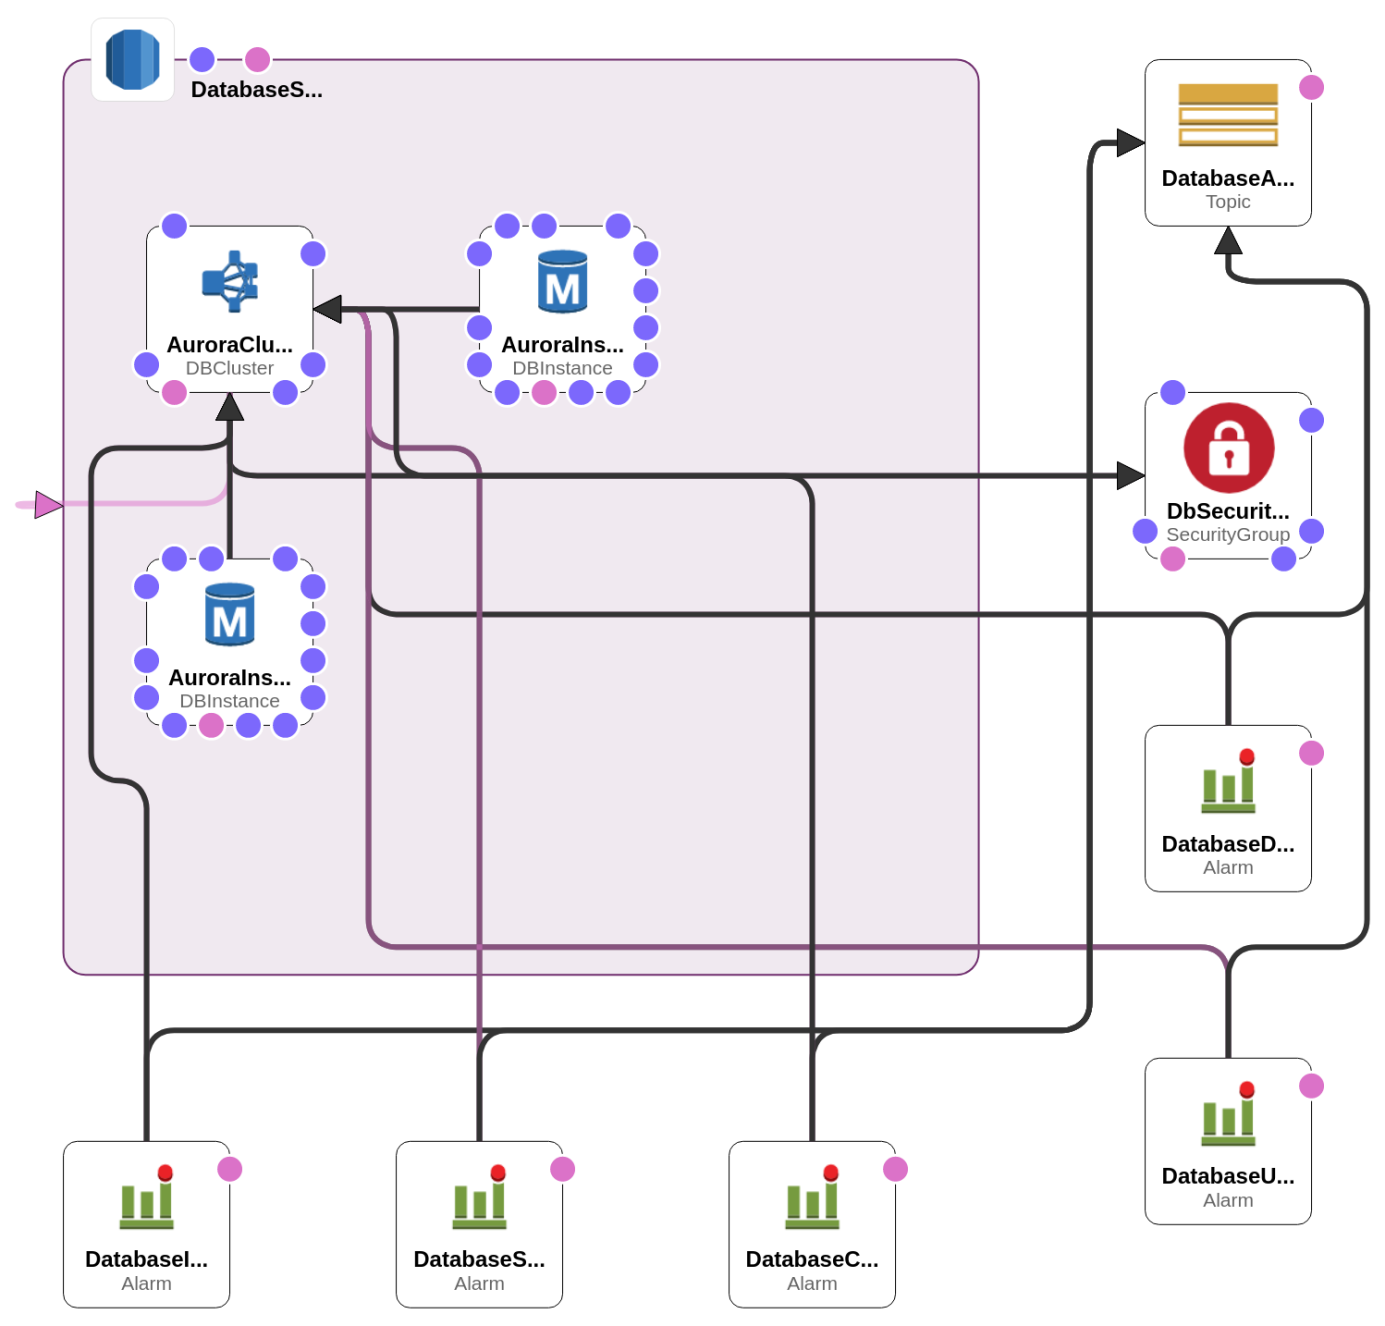 DatabaseS...
DatabaseA...
Topic
AuroraClu...
DBCluster
M
AuroraIns...
DBInstance
DbSecurit...
SecurityGroup
M
AuroraIns...
DBInstance
DatabaseD...
Alarm
DatabaseU...
Alarm
DatabaseI...
Alarm
DatabaseS...
Alarm
DatabaseC...
Alarm